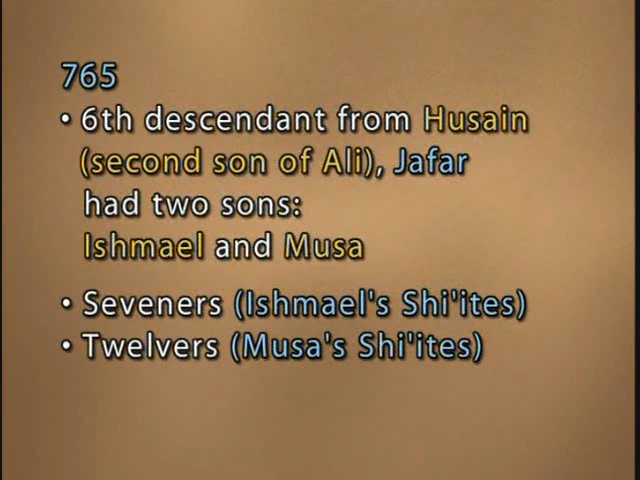 765
• 6th descendant from Husain
(second son of Ali), Jafar
had two sons:
Ishmael and Musa
• Seveners (Ishmael's Shi'ites)
• Twelvers (Musa's Shi'ites)